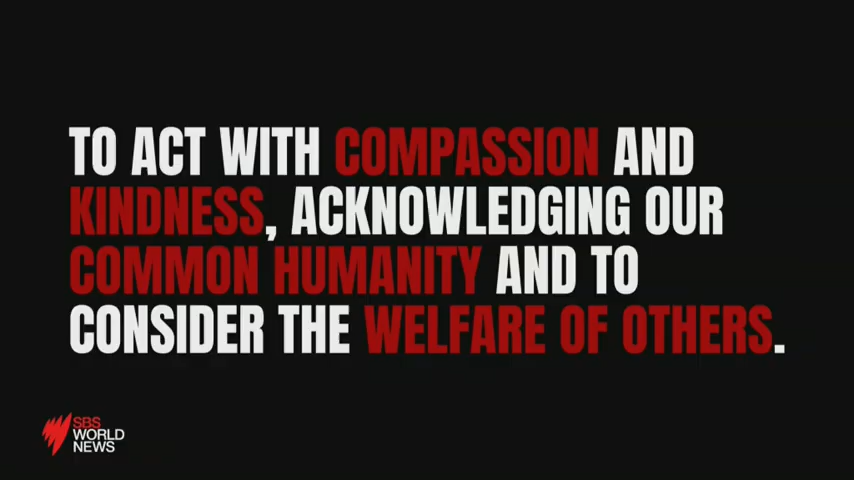 TO ACT WITH COMPASSION AND
KINDNESS, ACKNOWLEDGING OUR
COMMON HUMANITY AND TO
CONSIDER THE WELFARE OF OTHERS.
SBS
WORLD
NEWS